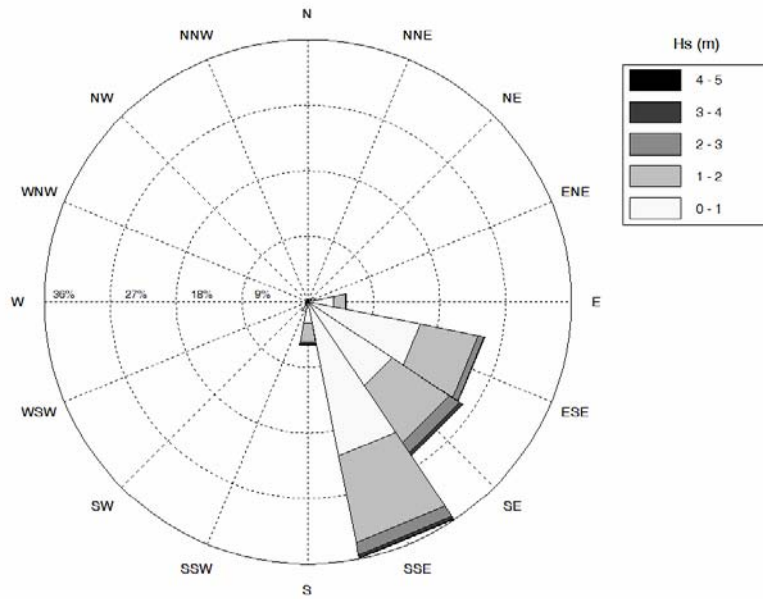 N
NNW
NNE
Hs (m)
4 - 5
3 - 4
2 - 3
1 - 2
0 - 1
NW
NE
WNW
ENE
W
36%
27%
18%
9%
E
WSW
ESE
SW
SE
SSW
SSE
S